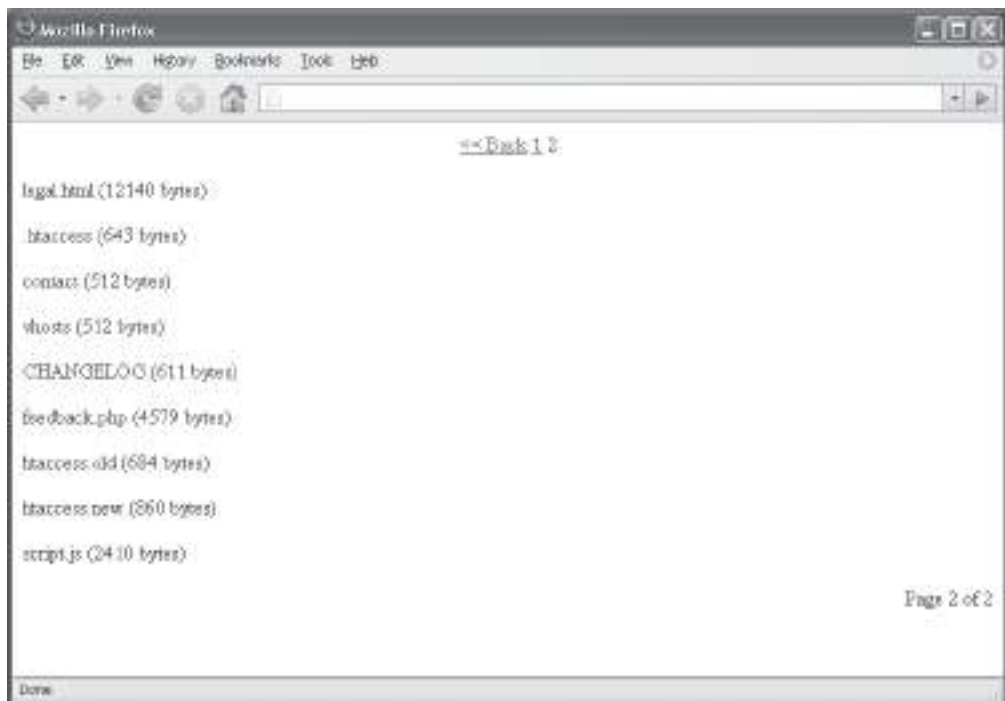 Mozilla Firefox
File Edit View History Bookmarks Tools Help
<< Back 1 2
legal.html (12140 bytes)
.htaccess (643 bytes)
contact (512 bytes)
vhosts (512 bytes)
CHANGELOG (611 bytes)
feedback.php (4579 bytes)
htaccess.old (684 bytes)
htaccess.new (860 bytes)
script.js (2410 bytes)
Page 2 of 2
Done